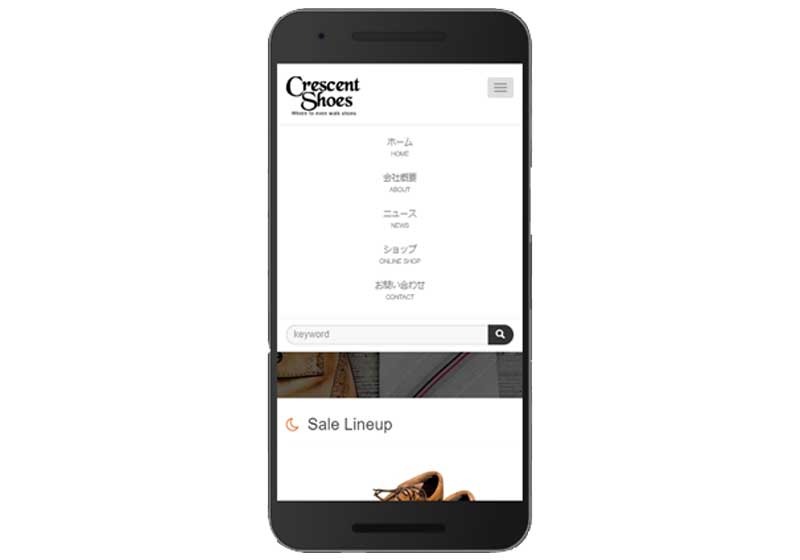 Crescent
Shoes
Where to even walk shoes
ホーム
HOME
会社概要
ABOUT
ニュース
NEWS
ショップ
ONLINE SHOP
お問い合わせ
CONTACT
keyword
Sale Lineup